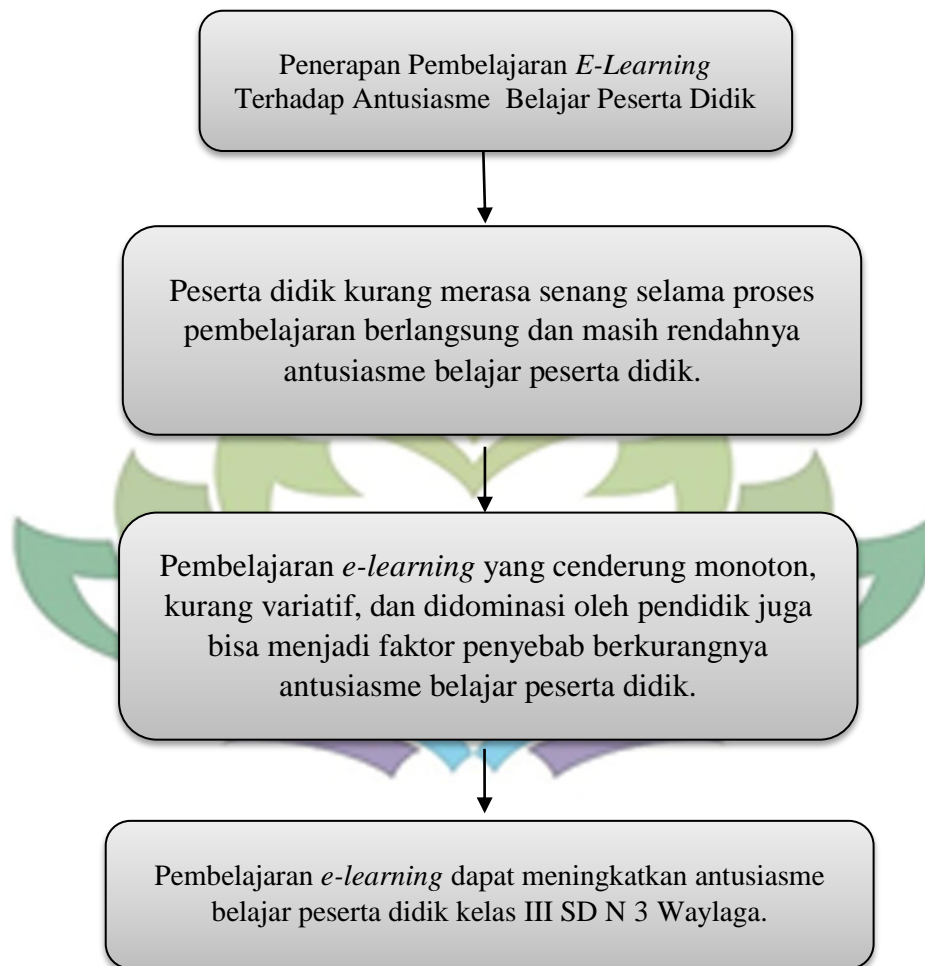 Penerapan Pembelajaran E-Learning
Terhadap Antusiasme Belajar Peserta Didik
Peserta didik kurang merasa senang selama proses
pembelajaran berlangsung dan masih rendahnya
antusiasme belajar peserta didik.
Pembelajaran e-learning yang cenderung monoton,
kurang variatif, dan didominasi oleh pendidik juga
bisa menjadi faktor penyebab berkurangnya
antusiasme belajar peserta didik.
Pembelajaran e-learning dapat meningkatkan antusiasme
belajar peserta didik kelas III SD N 3 Waylaga.